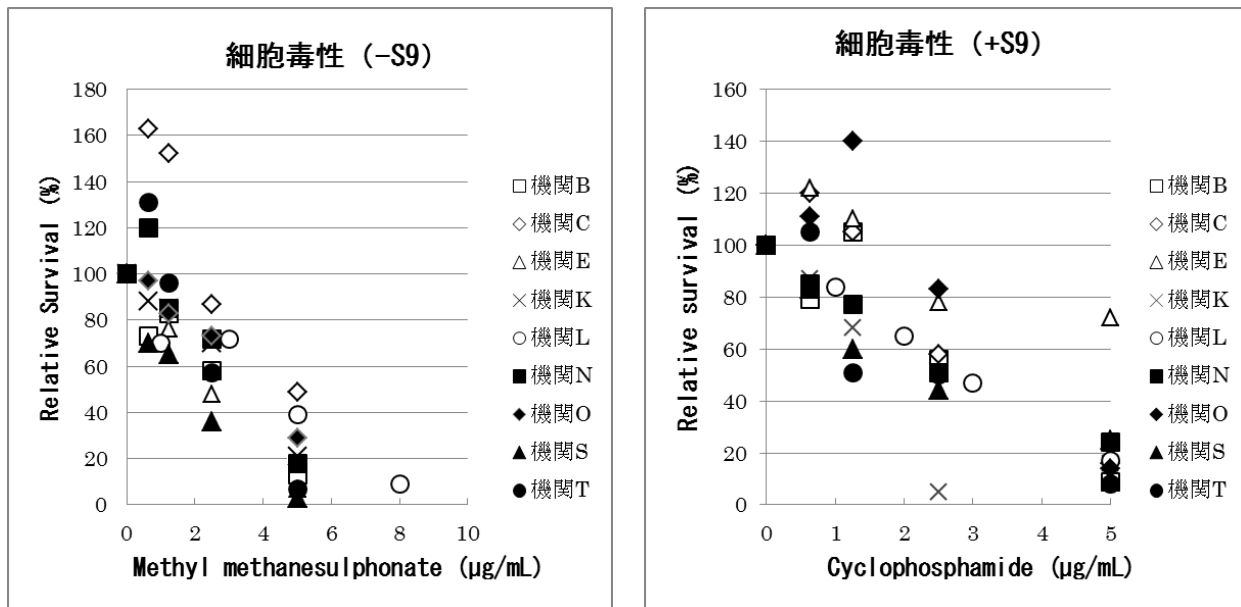 細胞毒性 (-S9)
Relative Survival (%)
180
160
140
120
100
80
60
40
20
0
0 2 4 6 8 10
Methyl methanesulphonate (µg/mL)
機関B
機関C
機関E
機関K
機関L
機関N
機関O
機関S
機関T
細胞毒性 (+S9)
Relative survival (%)
160
140
120
100
80
60
40
20
0
0 1 2 3 4 5
Cyclophosphamide (µg/mL)
機関B
機関C
機関E
機関K
機関L
機関N
機関O
機関S
機関T